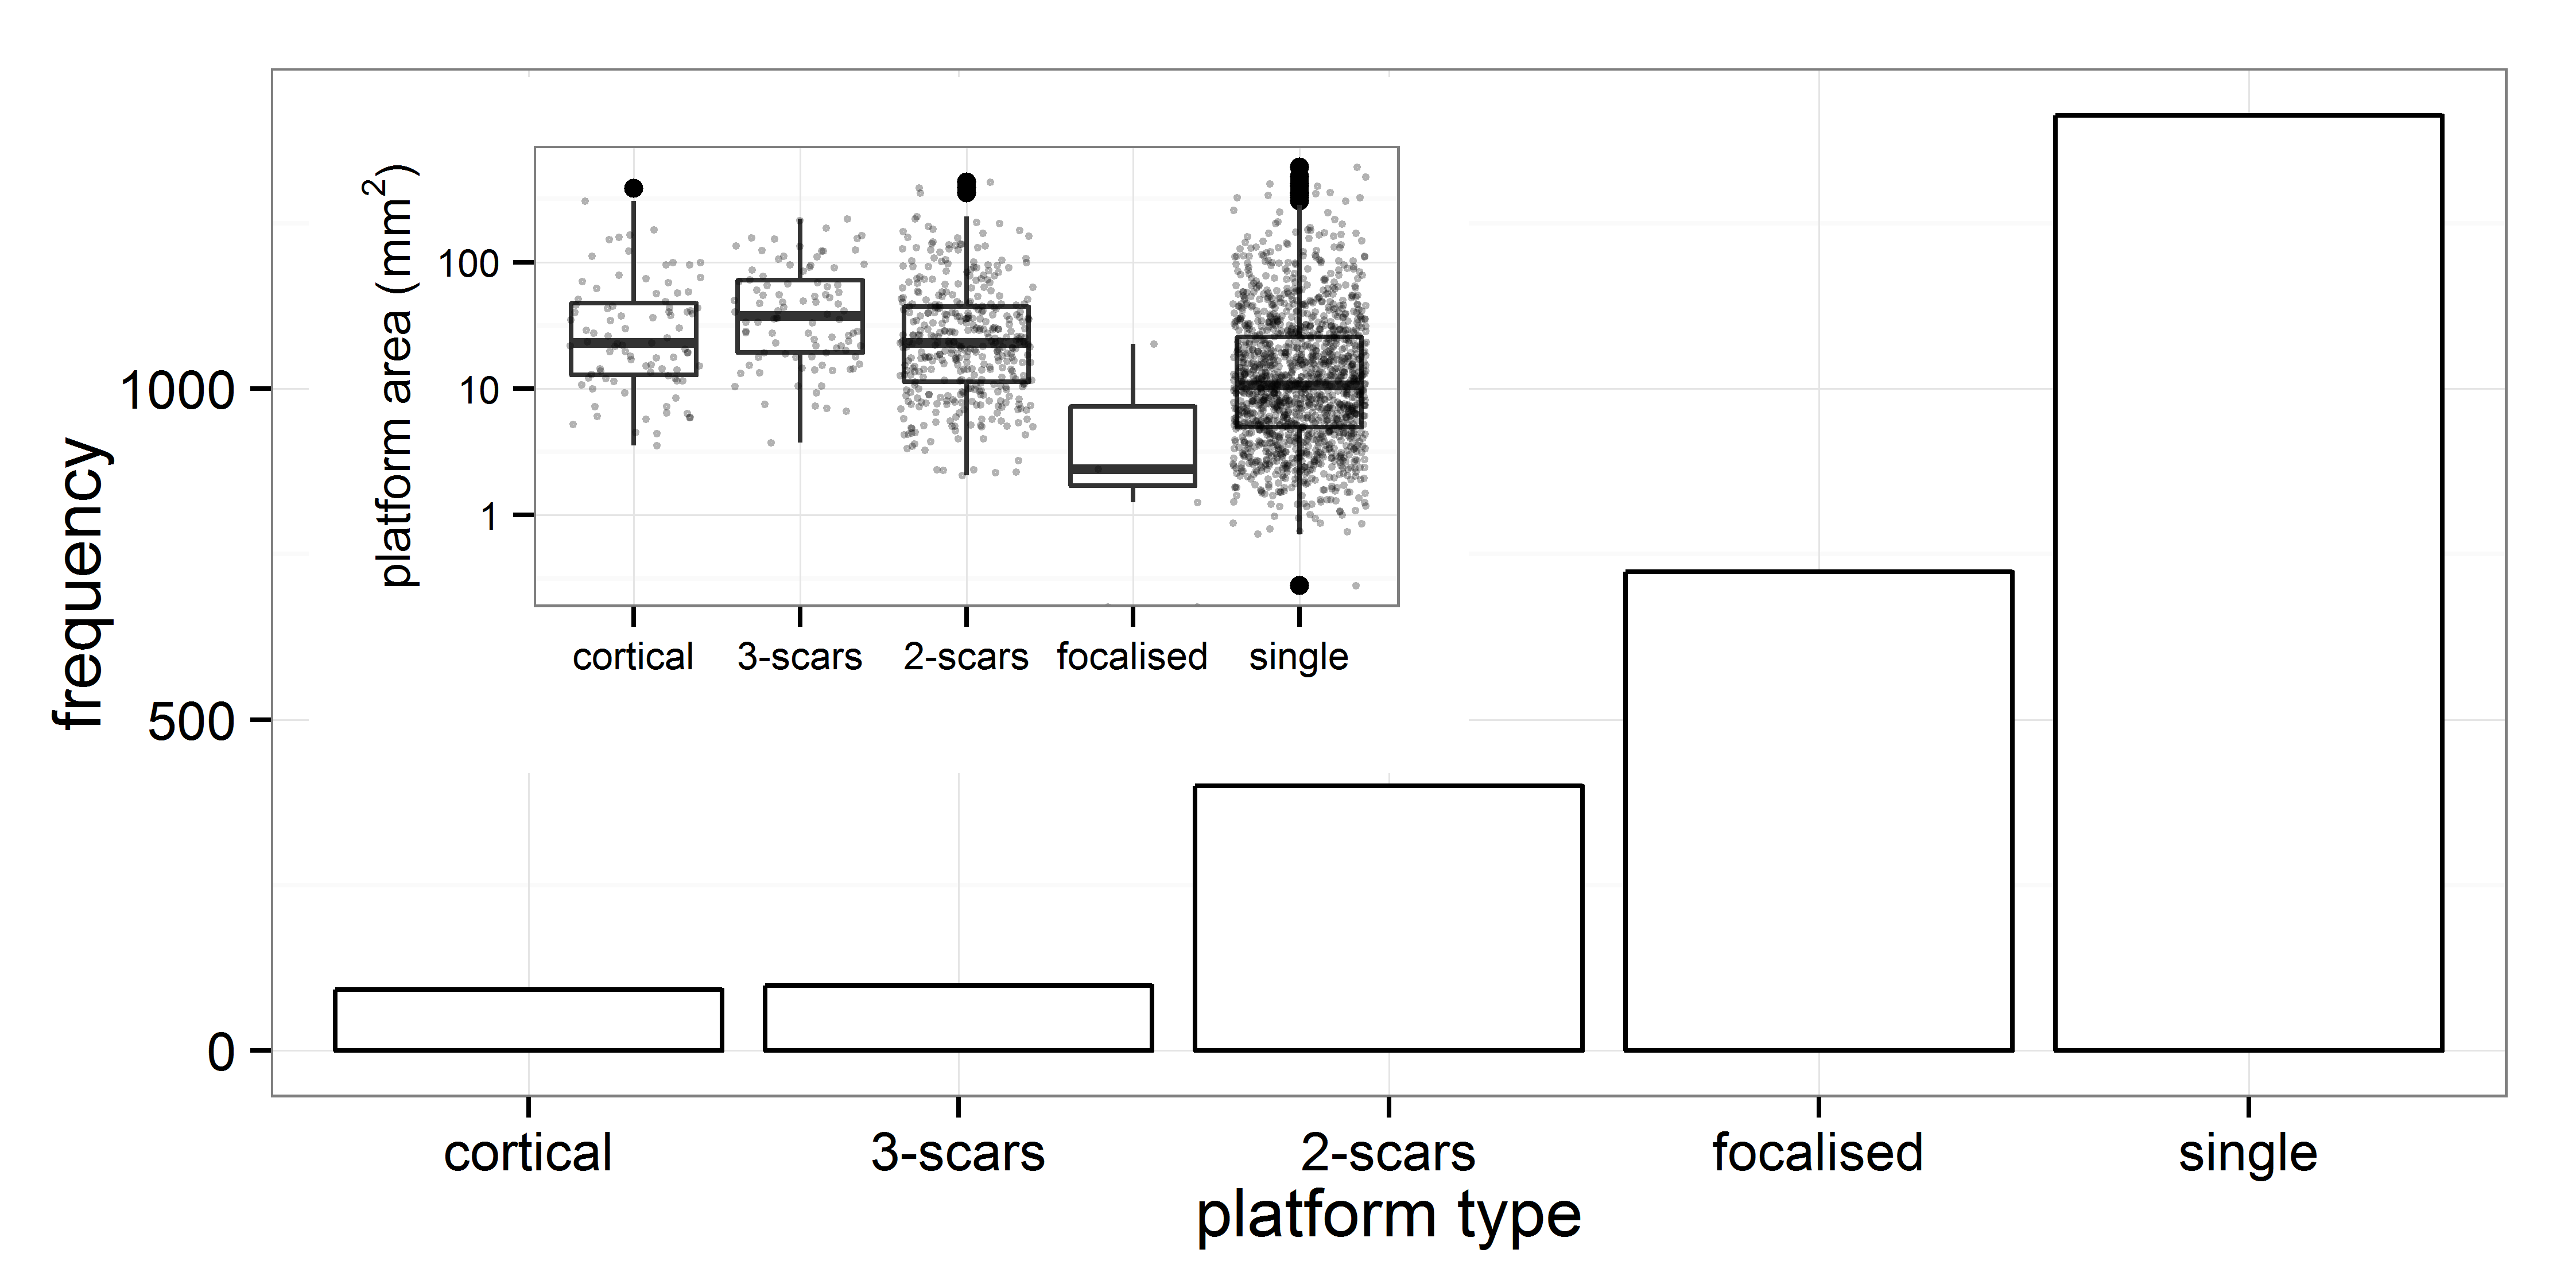 platform area (mm²)
100
10
1
cortical 3-scars 2-scars focalised single
frequency
1000
500
0
cortical 3-scars 2-scars focalised single
platform type